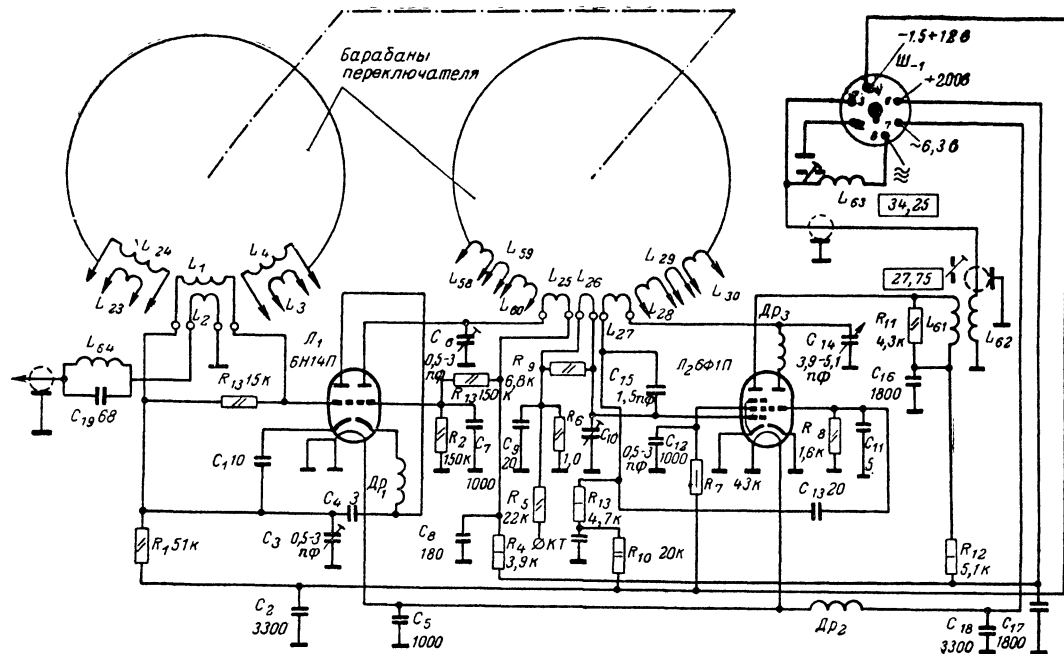 Барабаны
переключателя
-1.5÷12в
Ш-1
+200в
~6,3в
3
6
7
8
L63
34,25
27,75
L24
L23
L1
L2
L4
L3
L59
L58
L60
L25
L26
L27
L29
L28
L30
L61
L62
L64
C19 68
Л1
6Н14П
R13 15к
C1 10
C4 3
Др1
C3
0,5-3
пФ
R1 51к
C2
3300
C5
1000
C6
0,5-3
пФ
R13 150к
R2
150к
C7
1000
C8
180
R4
3,9к
6,8к
R9
C9
20
R6
1,0
R5
22к
КТ
C10
0,5-3
пФ
C15
1,5пФ
R13
4,7к
R10 20к
C12
1000
R7 43к
Л2 6Ф1П
Др3
C14
3,9-5,1
пФ
R8
1,6к
C11
5
C13 20
R11
4,3к
C16
1800
R12
5,1к
Др2
C18
3300
C17
1800